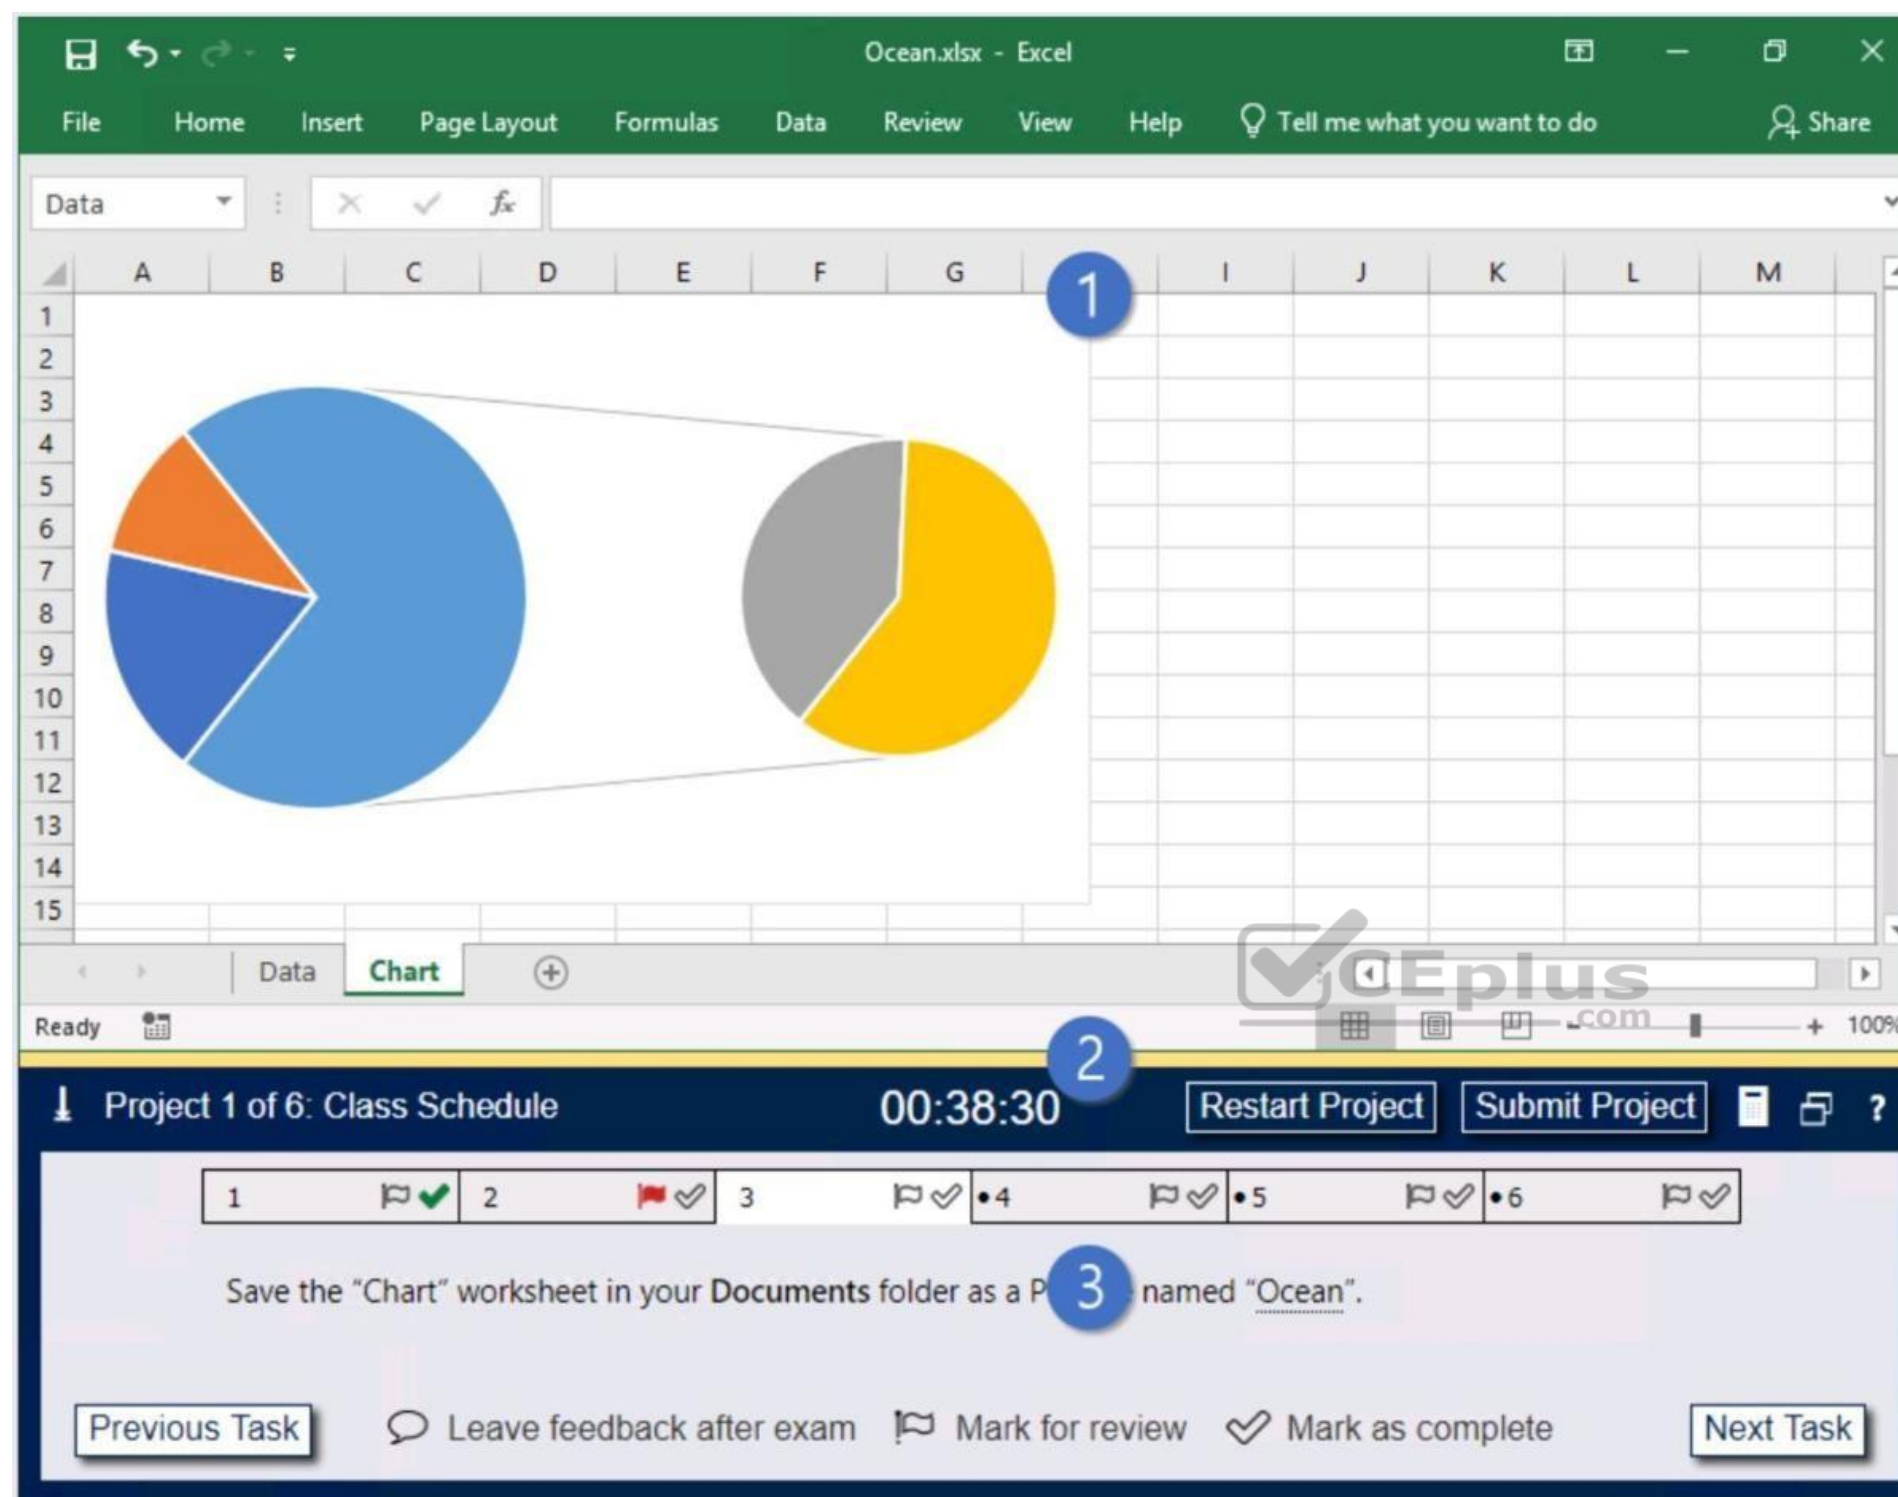 Ocean.xlsx - Excel
File Home Insert Page Layout Formulas Data Review View Help Tell me what you want to do Share
Data fx
A B C D E F G I J K L M
1
1
2
3
4
5
6
7
8
9
10
11
12
13
14
15
Data Chart
CEplus
.com
Ready 100%
2
Project 1 of 6: Class Schedule 00:38:30 Restart Project Submit Project ?
1 2 3 •4 •5 •6
Save the “Chart” worksheet in your Documents folder as a P 3 named “Ocean”.
Previous Task Leave feedback after exam Mark for review Mark as complete Next Task